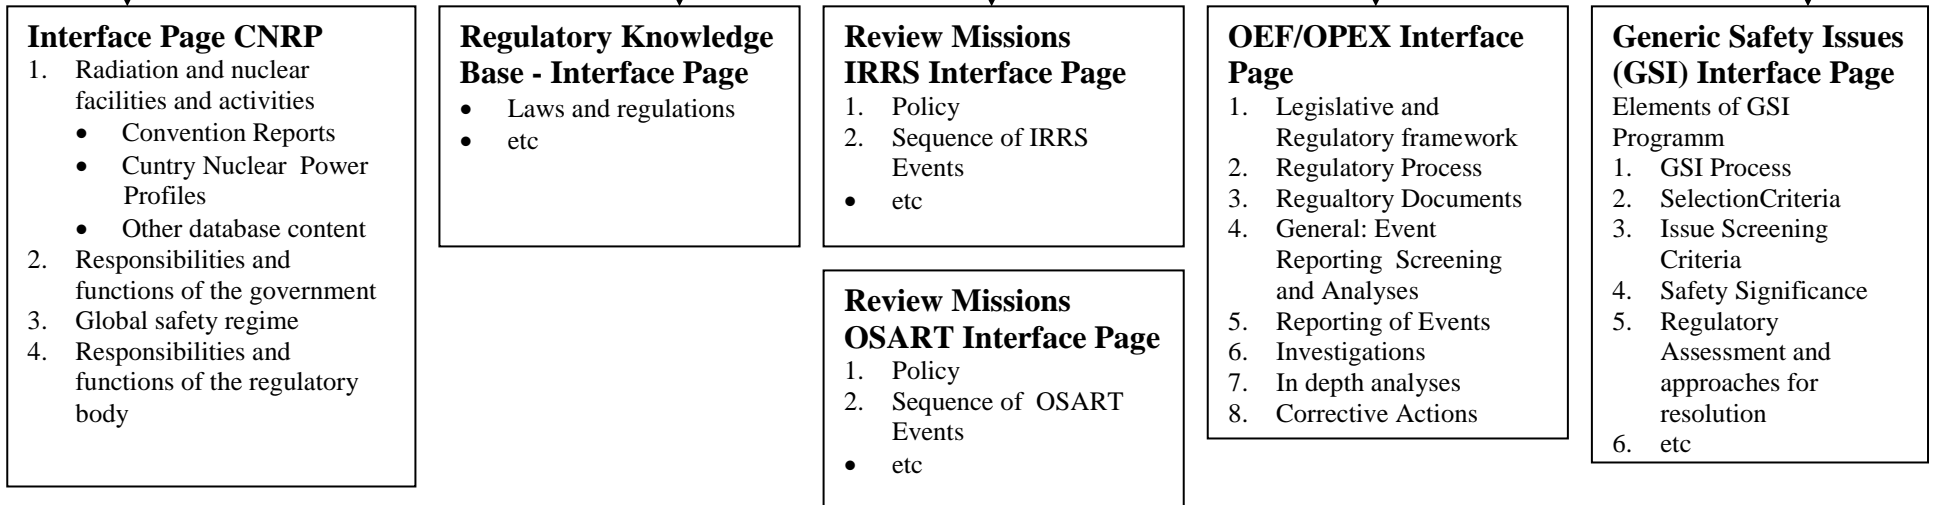 Interface Page CNRP
1. Radiation and nuclear
facilities and activities
• Convention Reports
• Cuntry Nuclear Power
Profiles
• Other database content
2. Responsibilities and
functions of the government
3. Global safety regime
4. Responsibilities and
functions of the regulatory
body
Regulatory Knowledge
Base - Interface Page
• Laws and regulations
• etc
Review Missions
IRRS Interface Page
1. Policy
2. Sequence of IRRS
Events
• etc
Review Missions
OSART Interface Page
1. Policy
2. Sequence of OSART
Events
• etc
OEF/OPEX Interface
Page
1. Legislative and
Regulatory framework
2. Regulatory Process
3. Regualtory Documents
4. General: Event
Reporting Screening
and Analyses
5. Reporting of Events
6. Investigations
7. In depth analyses
8. Corrective Actions
Generic Safety Issues
(GSI) Interface Page
Elements of GSI
Programm
1. GSI Process
2. SelectionCriteria
3. Issue Screening
Criteria
4. Safety Significance
5. Regulatory
Assessment and
approaches for
resolution
6. etc